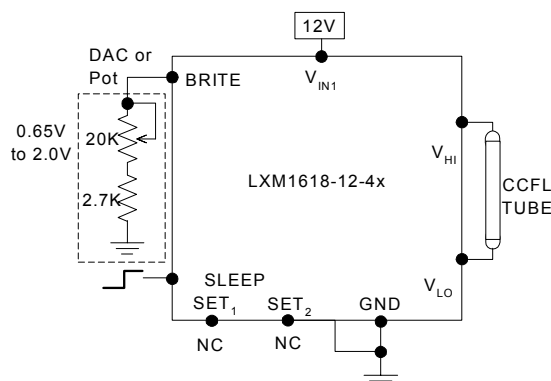 12V
DAC or
Pot
BRITE
V_IN1
0.65V
to 2.0V
20K
2.7K
LXM1618-12-4x
V_HI
CCFL
TUBE
SLEEP
V_LO
SET_1
SET_2
GND
NC
NC